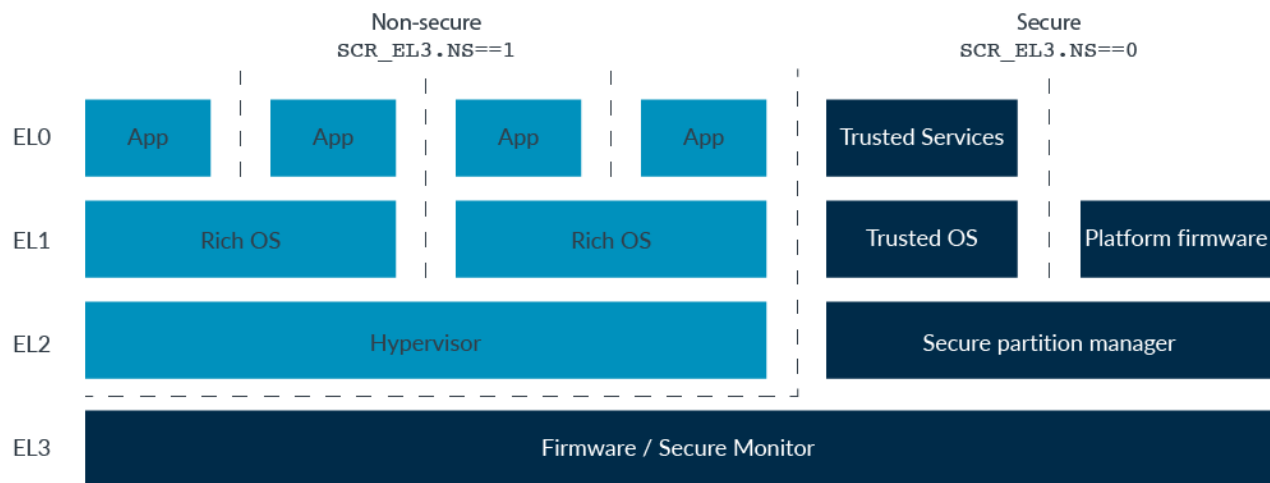 Non-secure
SCR_EL3.NS==1
Secure
SCR_EL3.NS==0
EL0
App
App
App
App
Trusted Services
EL1
Rich OS
Rich OS
Trusted OS
Platform firmware
EL2
Hypervisor
Secure partition manager
EL3
Firmware / Secure Monitor